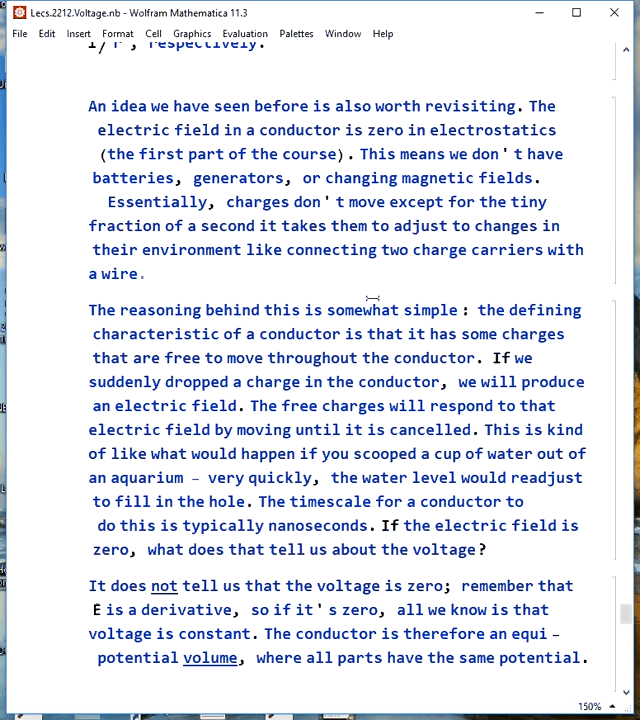 Lecs.2212.Voltage.nb - Wolfram Mathematica 11.3
File Edit Insert Format Cell Graphics Evaluation Palettes Window Help
respectively.
An idea we have seen before is also worth revisiting. The
electric field in a conductor is zero in electrostatics
(the first part of the course). This means we don't have
batteries, generators, or changing magnetic fields.
Essentially, charges don't move except for the tiny
fraction of a second it takes them to adjust to changes in
their environment like connecting two charge carriers with
a wire.
The reasoning behind this is somewhat simple: the defining
characteristic of a conductor is that it has some charges
that are free to move throughout the conductor. If we
suddenly dropped a charge in the conductor, we will produce
an electric field. The free charges will respond to that
electric field by moving until it is cancelled. This is kind
of like what would happen if you scooped a cup of water out of
an aquarium – very quickly, the water level would readjust
to fill in the hole. The timescale for a conductor to
do this is typically nanoseconds. If the electric field is
zero, what does that tell us about the voltage?
It does not tell us that the voltage is zero; remember that
E is a derivative, so if it's zero, all we know is that
voltage is constant. The conductor is therefore an equi –
potential volume, where all parts have the same potential.
150%